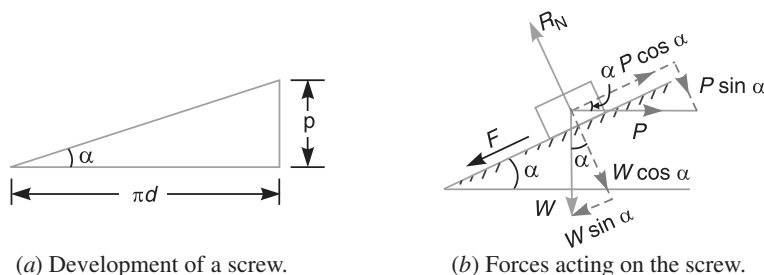 α
p
πd
(a) Development of a screw.
R_N
α
P cos α
P sin α
P
F
α
α
W cos α
W
W sin α
(b) Forces acting on the screw.